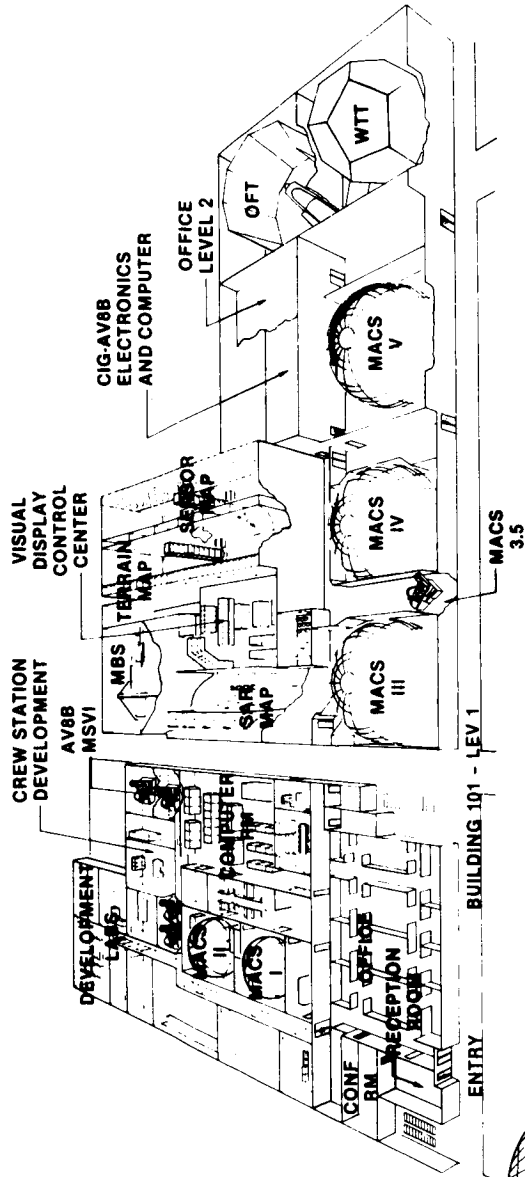 CREW STATION
DEVELOPMENT
AV8B
MSVI
VISUAL
DISPLAY
CONTROL
CENTER
CIG-AV8B
ELECTRONICS
AND COMPUTER
OFFICE
LEVEL 2
DEVELOPMENT
LABS
MBS
TERRAIN
MAP
SENSOR
MAP
OFT
WTT
COMPUTER
RM
SAR
MAP
MACS
II
MACS
I
MACS
III
MACS
IV
MACS
V
MACS
3.5
OFFICE
CONF
RM
RECEPTION
ROOM
ENTRY
BUILDING 101 - LEV 1